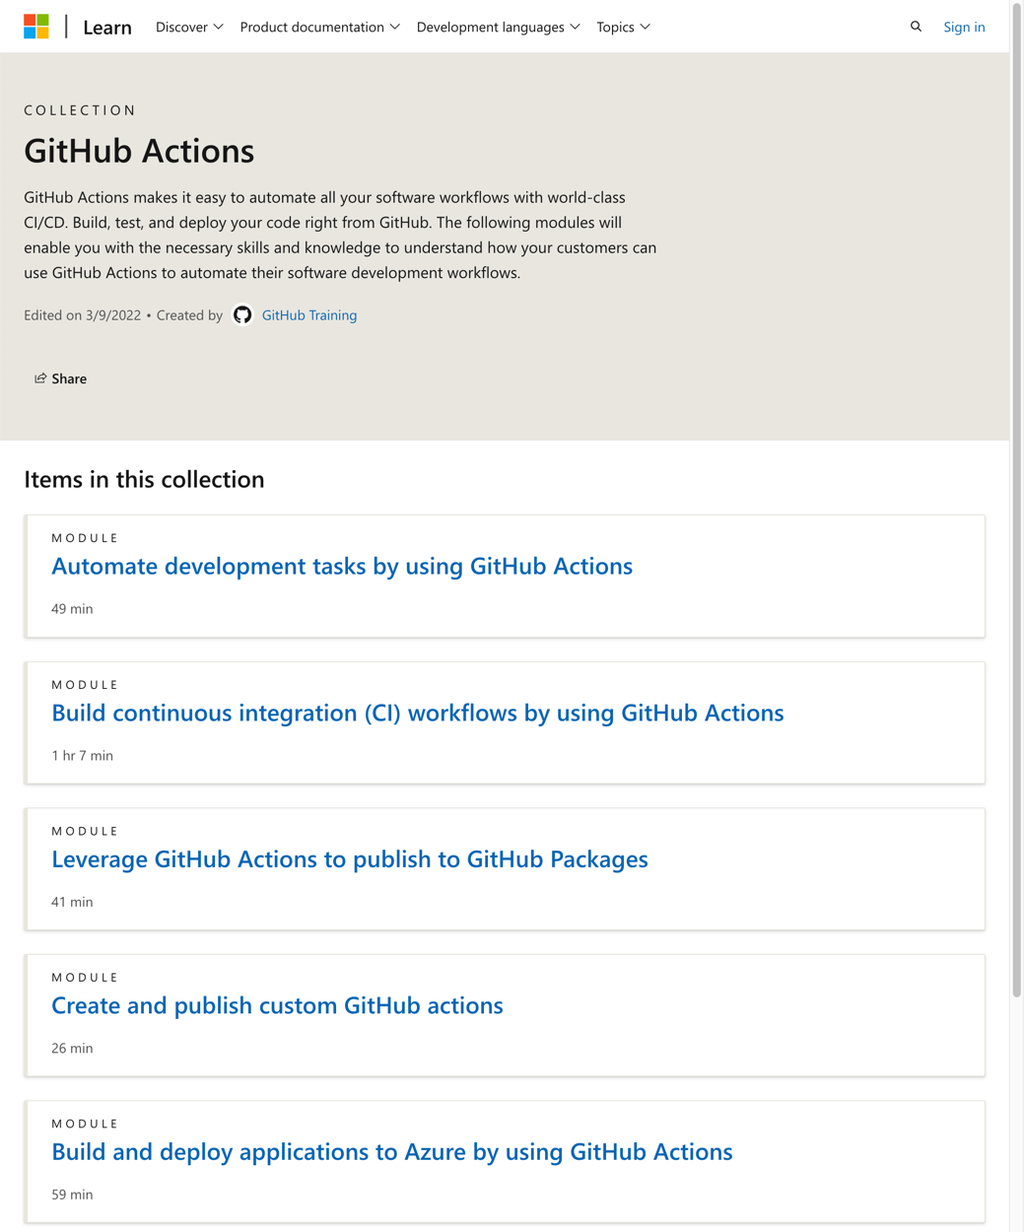 Learn Discover Product documentation Development languages Topics Sign in
COLLECTION
GitHub Actions
GitHub Actions makes it easy to automate all your software workflows with world-class
CI/CD. Build, test, and deploy your code right from GitHub. The following modules will
enable you with the necessary skills and knowledge to understand how your customers can
use GitHub Actions to automate their software development workflows.
Edited on 3/9/2022 • Created by GitHub Training
Share
Items in this collection
MODULE
Automate development tasks by using GitHub Actions
49 min
MODULE
Build continuous integration (CI) workflows by using GitHub Actions
1 hr 7 min
MODULE
Leverage GitHub Actions to publish to GitHub Packages
41 min
MODULE
Create and publish custom GitHub actions
26 min
MODULE
Build and deploy applications to Azure by using GitHub Actions
59 min